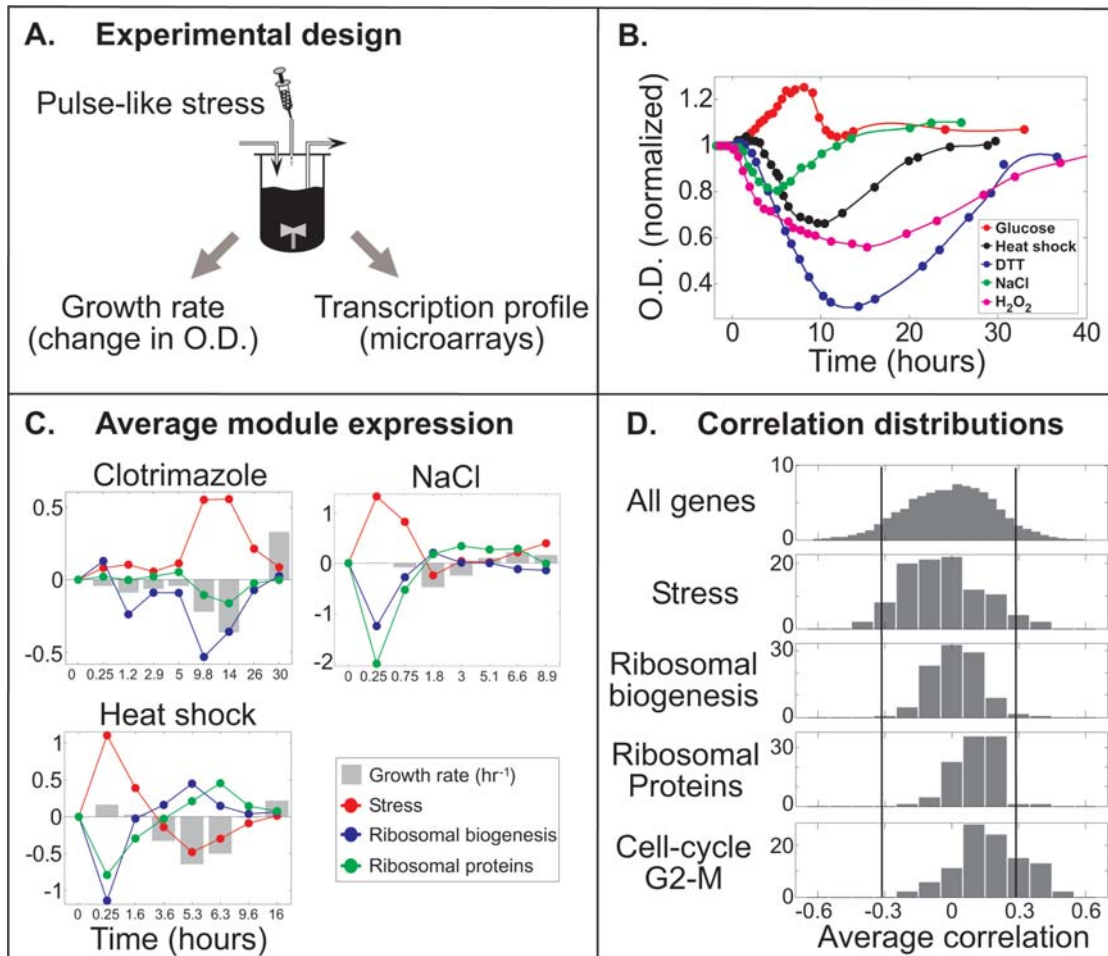 A. Experimental design
Pulse-like stress
Growth rate
(change in O.D.)
Transcription profile
(microarrays)
B.
O.D. (normalized)
1.2
1
0.8
0.6
0.4
0
10
20
30
40
Time (hours)
Glucose
Heat shock
DTT
NaCl
H₂O₂
C. Average module expression
Clotrimazole
0.5
0
-0.5
0 0.25 1.2 2.9 5 9.8 14 26 30
NaCl
1
0
-1
-2
0 0.25 0.75 1.8 3 5.1 6.6 8.9
Heat shock
1
0.5
0
-0.5
-1
0 0.25 1.6 3.6 5.3 6.3 9.6 16
Time (hours)
Growth rate (hr⁻¹)
Stress
Ribosomal biogenesis
Ribosomal proteins
D. Correlation distributions
All genes
10
0
Stress
20
0
Ribosomal
biogenesis
30
0
Ribosomal
Proteins
30
0
Cell-cycle
G2-M
20
0
-0.6 -0.3 0 0.3 0.6
Average correlation